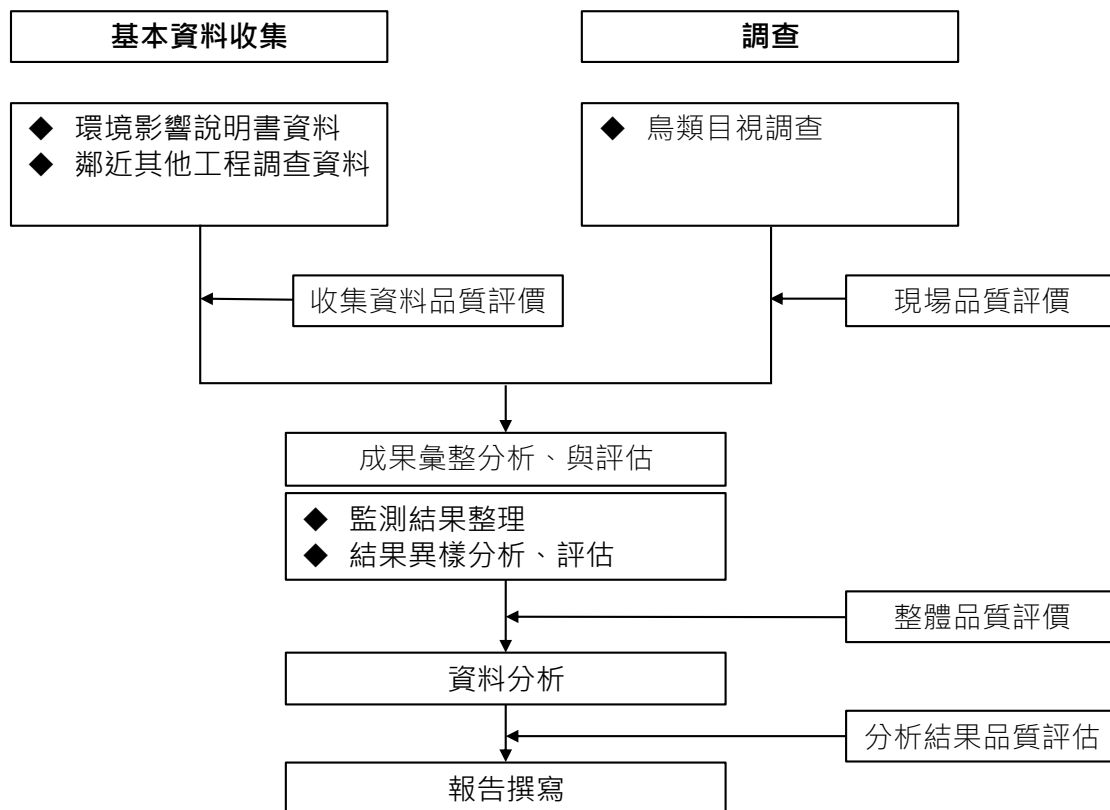 基本資料收集
調查
◆ 環境影響說明書資料
◆ 鄰近其他工程調查資料
◆ 鳥類目視調查
收集資料品質評價
現場品質評價
成果彙整分析、與評估
◆ 監測結果整理
◆ 結果異樣分析、評估
整體品質評價
資料分析
分析結果品質評估
報告撰寫